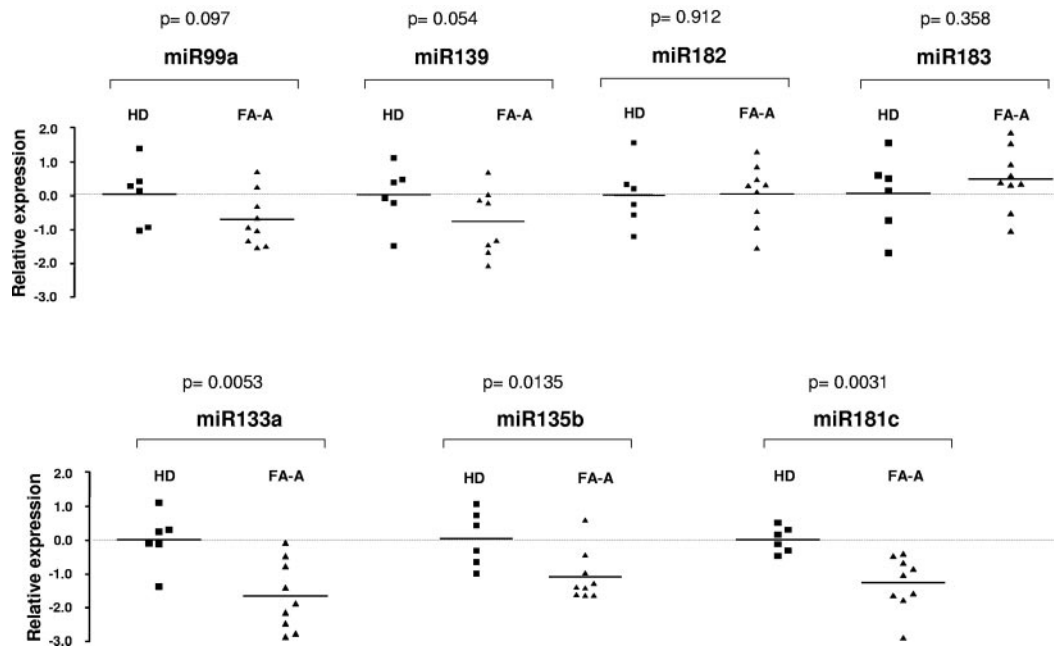 p= 0.097 p= 0.054 p= 0.912 p= 0.358
miR99a miR139 miR182 miR183
HD FA-A HD FA-A HD FA-A HD FA-A
Relative expression
2.0
1.0
0.0
-1.0
-2.0
-3.0
p= 0.0053 p= 0.0135 p= 0.0031
miR133a miR135b miR181c
HD FA-A HD FA-A HD FA-A
Relative expression
2.0
1.0
0.0
-1.0
-2.0
-3.0